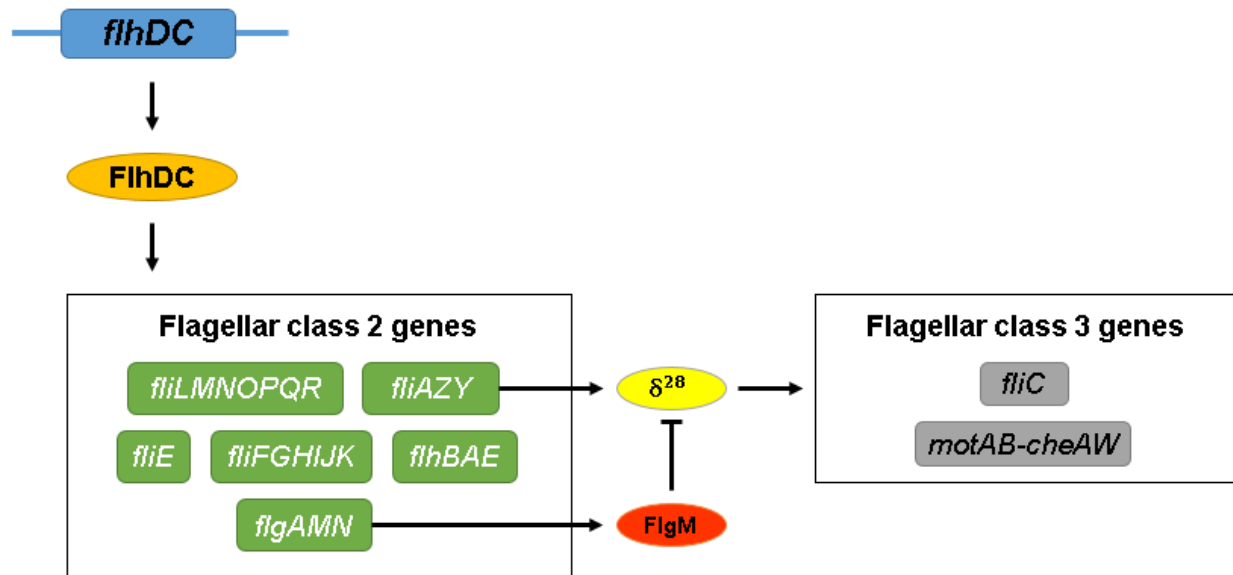 flhDC
FlhDC
Flagellar class 2 genes
fliLMNOPQR
fliAZY
fliE
fliFGHIJK
flhBAE
flgAMN
δ²⁸
FlgM
Flagellar class 3 genes
fliC
motAB-cheAW